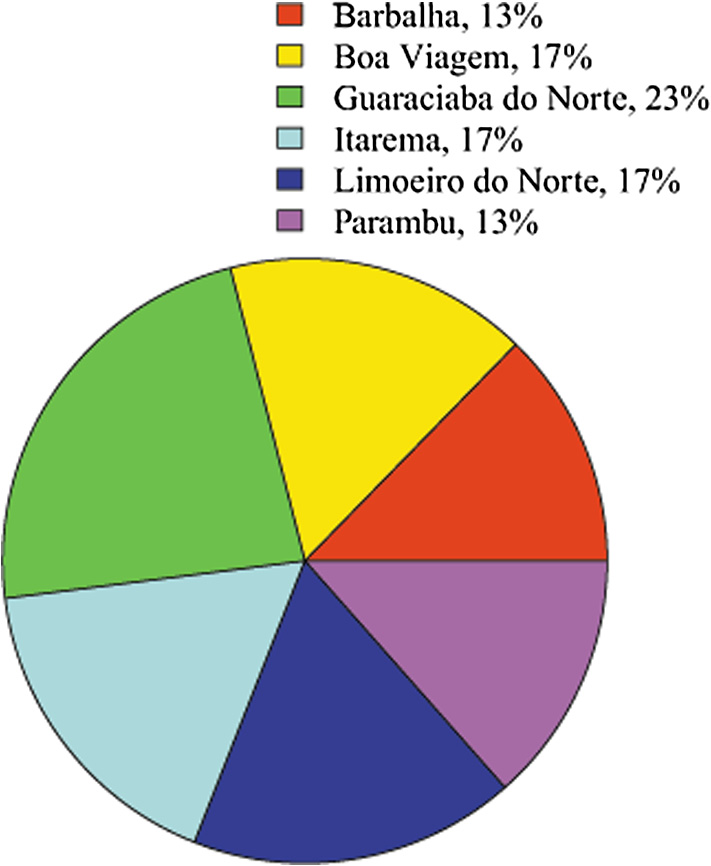 Barbalha, 13%
Boa Viagem, 17%
Guaraciaba do Norte, 23%
Itarema, 17%
Limoeiro do Norte, 17%
Parambu, 13%